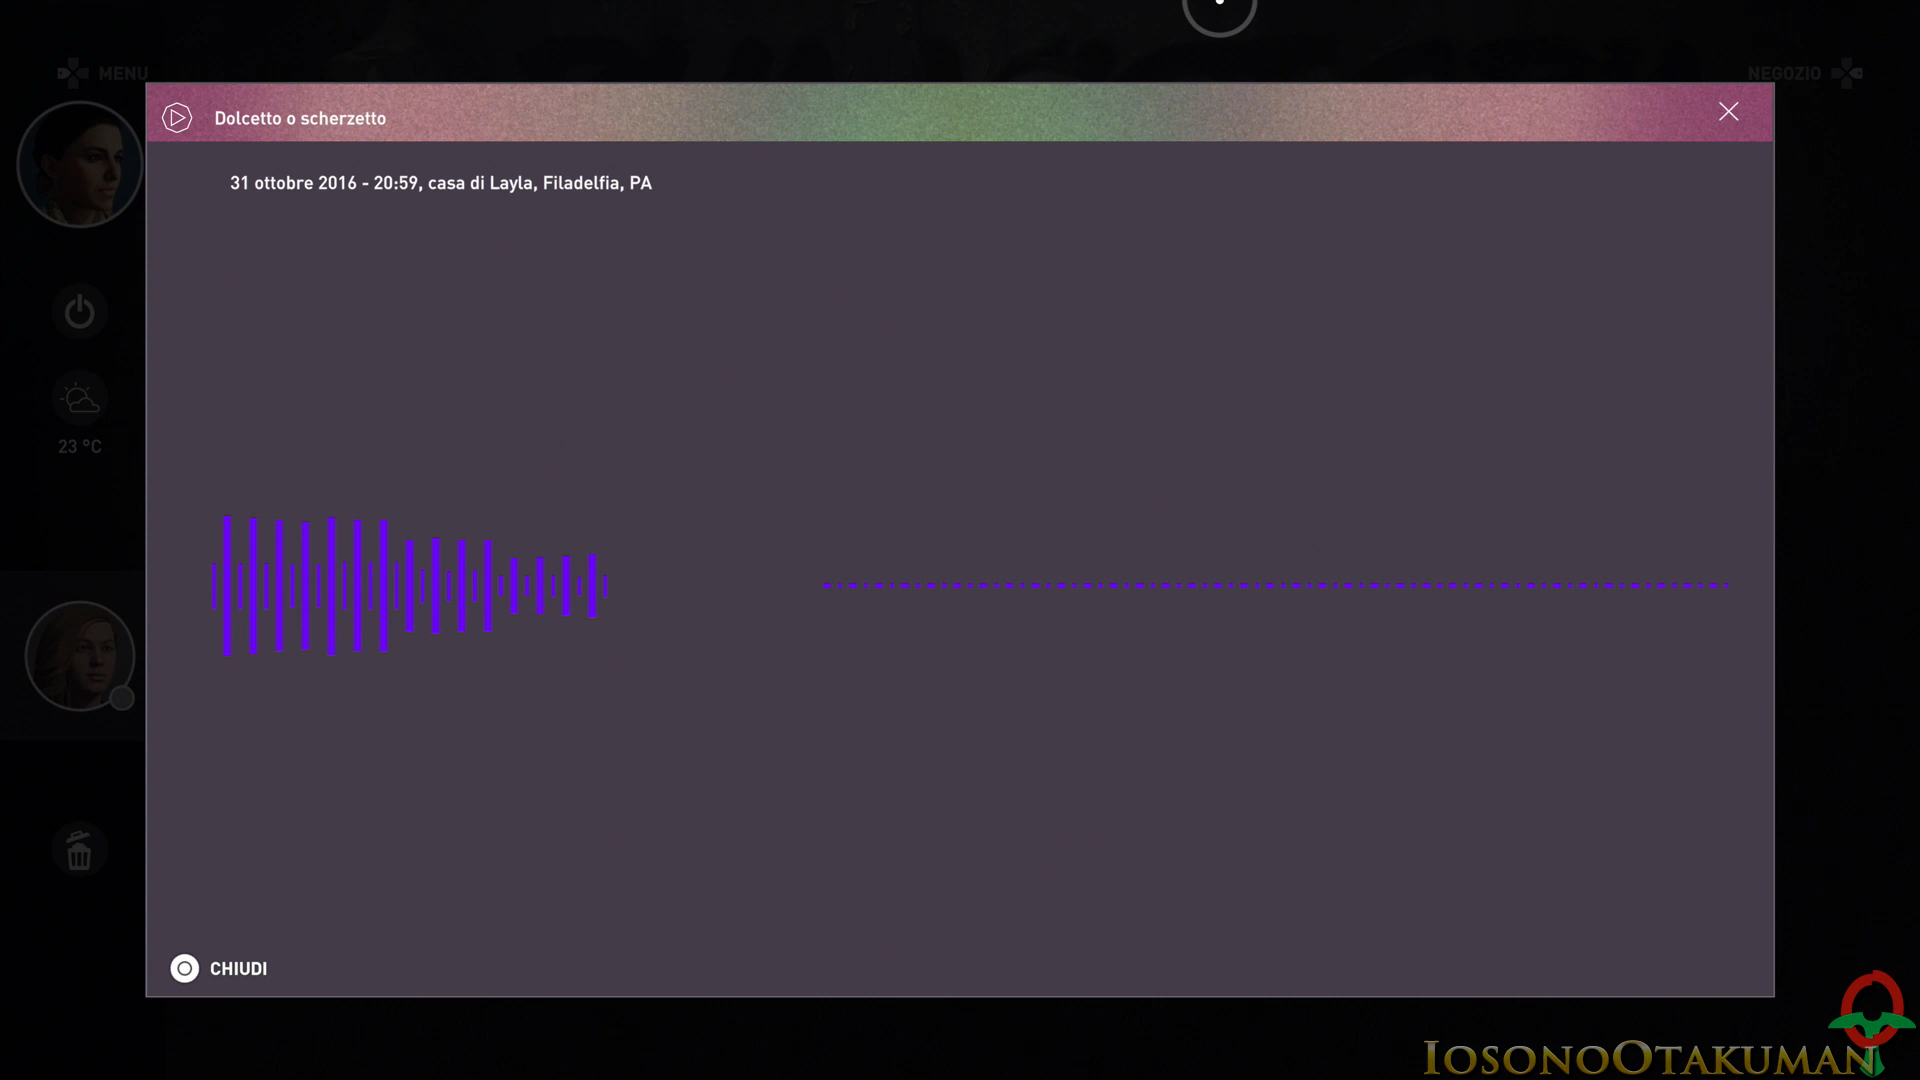 MENU
NEGOZIO
Dolcetto o scherzetto
31 ottobre 2016 - 20:59, casa di Layla, Filadelfia, PA
23 °C
CHIUDI
IOSONOOTAKUMAN